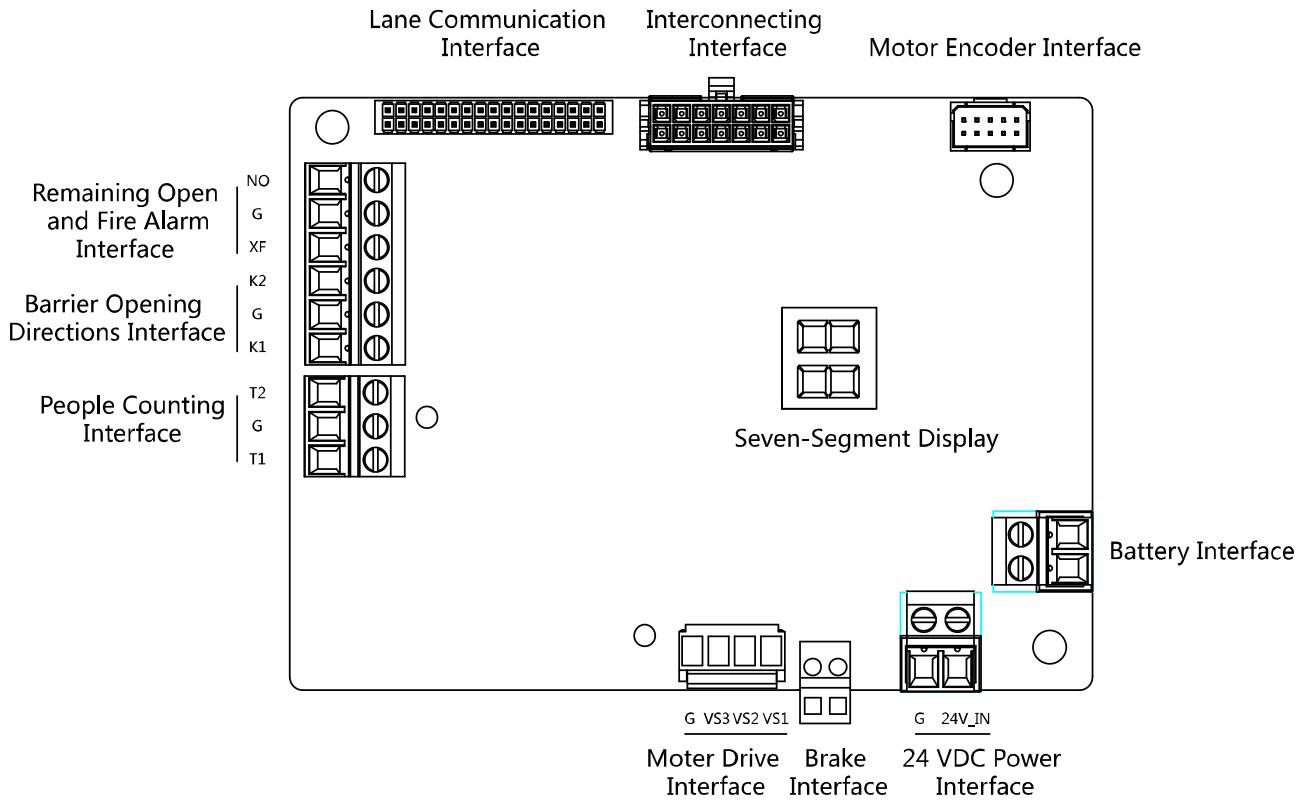 Lane Communication
Interface
Interconnecting
Interface
Motor Encoder Interface
Remaining Open
and Fire Alarm
Interface
NO
G
XF
Barrier Opening
Directions Interface
K2
G
K1
People Counting
Interface
T2
G
T1
Seven-Segment Display
Battery Interface
G VS3 VS2 VS1
Moter Drive
Interface
Brake
Interface
G 24V_IN
24 VDC Power
Interface